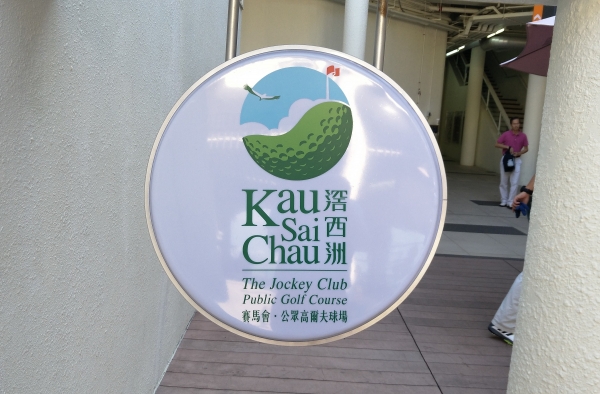 Kau
Sai
Chau
滘西洲
The Jockey Club
Public Golf Course
賽馬會・公眾高爾夫球場